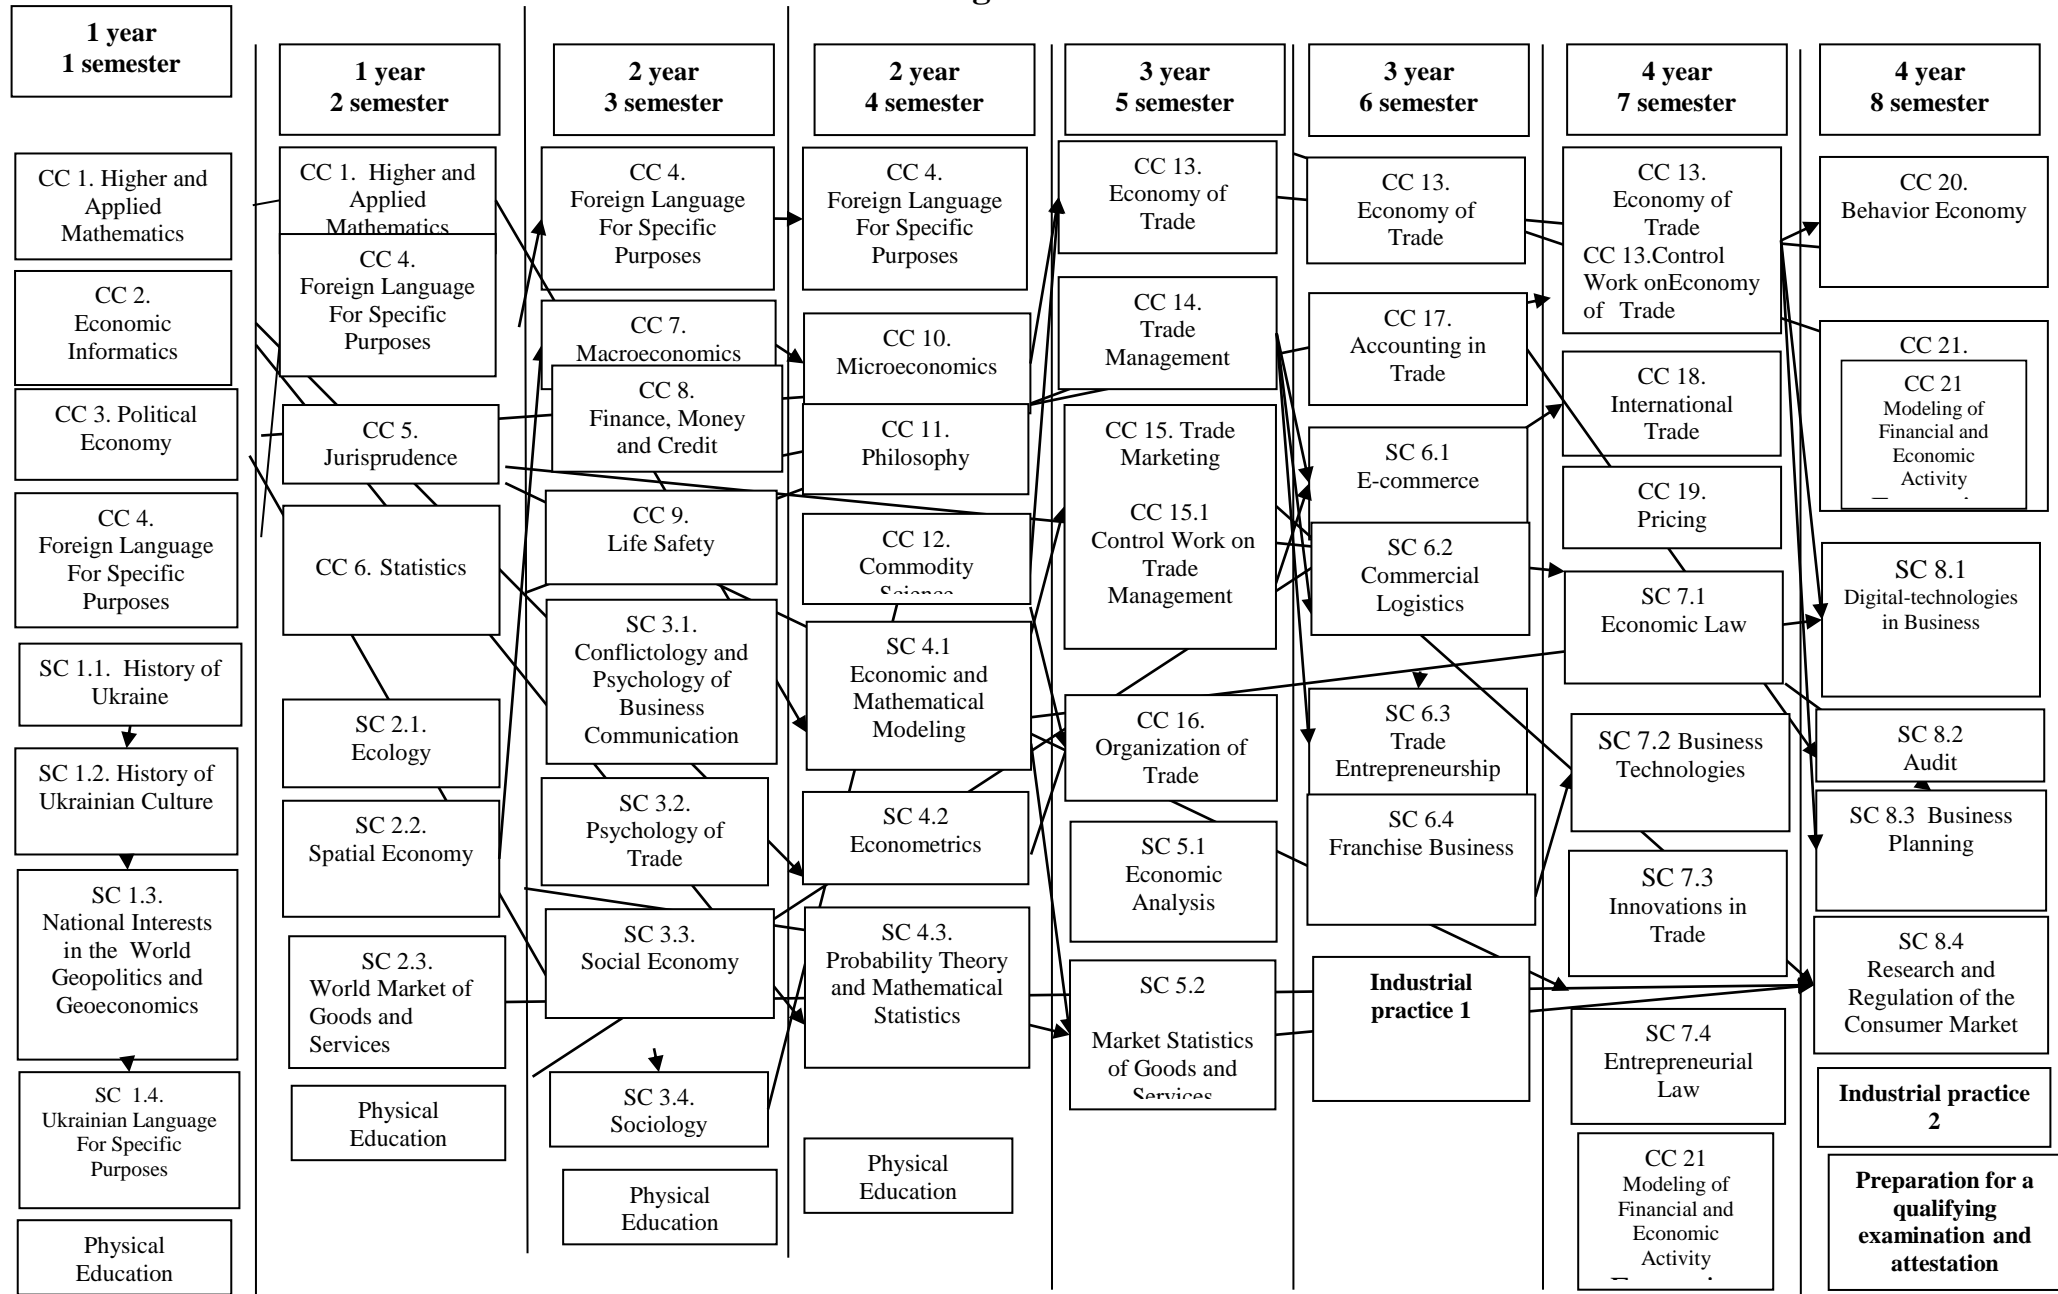 1 year
1 semester
CC 1. Higher and
Applied
Mathematics
CC 2.
Economic
Informatics
CC 3. Political
Economy
CC 4.
Foreign Language
For Specific
Purposes
SC 1.1. History of
Ukraine
SC 1.2. History of
Ukrainian Culture
SC 1.3.
National Interests
in the World
Geopolitics and
Geoeconomics
SC 1.4.
Ukrainian Language
For Specific
Purposes
Physical
Education
1 year
2 semester
CC 1. Higher and
Applied
Mathematics
CC 4.
Foreign Language
For Specific
Purposes
CC 5.
Jurisprudence
CC 6. Statistics
SC 2.1.
Ecology
SC 2.2.
Spatial Economy
SC 2.3.
World Market of
Goods and
Services
Physical
Education
2 year
3 semester
CC 4.
Foreign Language
For Specific
Purposes
CC 7.
Macroeconomics
CC 8.
Finance, Money
and Credit
CC 9.
Life Safety
SC 3.1.
Conflictology and
Psychology of
Business
Communication
SC 3.2.
Psychology of
Trade
SC 3.3.
Social Economy
SC 3.4.
Sociology
Physical
Education
2 year
4 semester
CC 4.
Foreign Language
For Specific
Purposes
CC 10.
Microeconomics
CC 11.
Philosophy
CC 12.
Commodity
Science
SC 4.1
Economic and
Mathematical
Modeling
SC 4.2
Econometrics
SC 4.3.
Probability Theory
and Mathematical
Statistics
Physical
Education
3 year
5 semester
CC 13.
Economy of
Trade
CC 14.
Trade
Management
CC 15. Trade
Marketing
CC 15.1
Control Work on
Trade
Management
CC 16.
Organization of
Trade
SC 5.1
Economic
Analysis
SC 5.2
Market Statistics
of Goods and
Services
3 year
6 semester
CC 13.
Economy of
Trade
CC 17.
Accounting in
Trade
SC 6.1
E-commerce
SC 6.2
Commercial
Logistics
SC 6.3
Trade
Entrepreneurship
SC 6.4
Franchise Business
Industrial
practice 1
4 year
7 semester
CC 13.
Economy of
Trade
CC 13.Control
Work onEconomy
of Trade
CC 18.
International
Trade
CC 19.
Pricing
SC 7.1
Economic Law
SC 7.2 Business
Technologies
SC 7.3
Innovations in
Trade
SC 7.4
Entrepreneurial
Law
CC 21
Modeling of
Financial and
Economic
Activity
4 year
8 semester
CC 20.
Behavior Economy
CC 21.
CC 21
Modeling of
Financial and
Economic
Activity
SC 8.1
Digital-technologies
in Business
SC 8.2
Audit
SC 8.3 Business
Planning
SC 8.4
Research and
Regulation of the
Consumer Market
Industrial practice
2
Preparation for a
qualifying
examination and
attestation